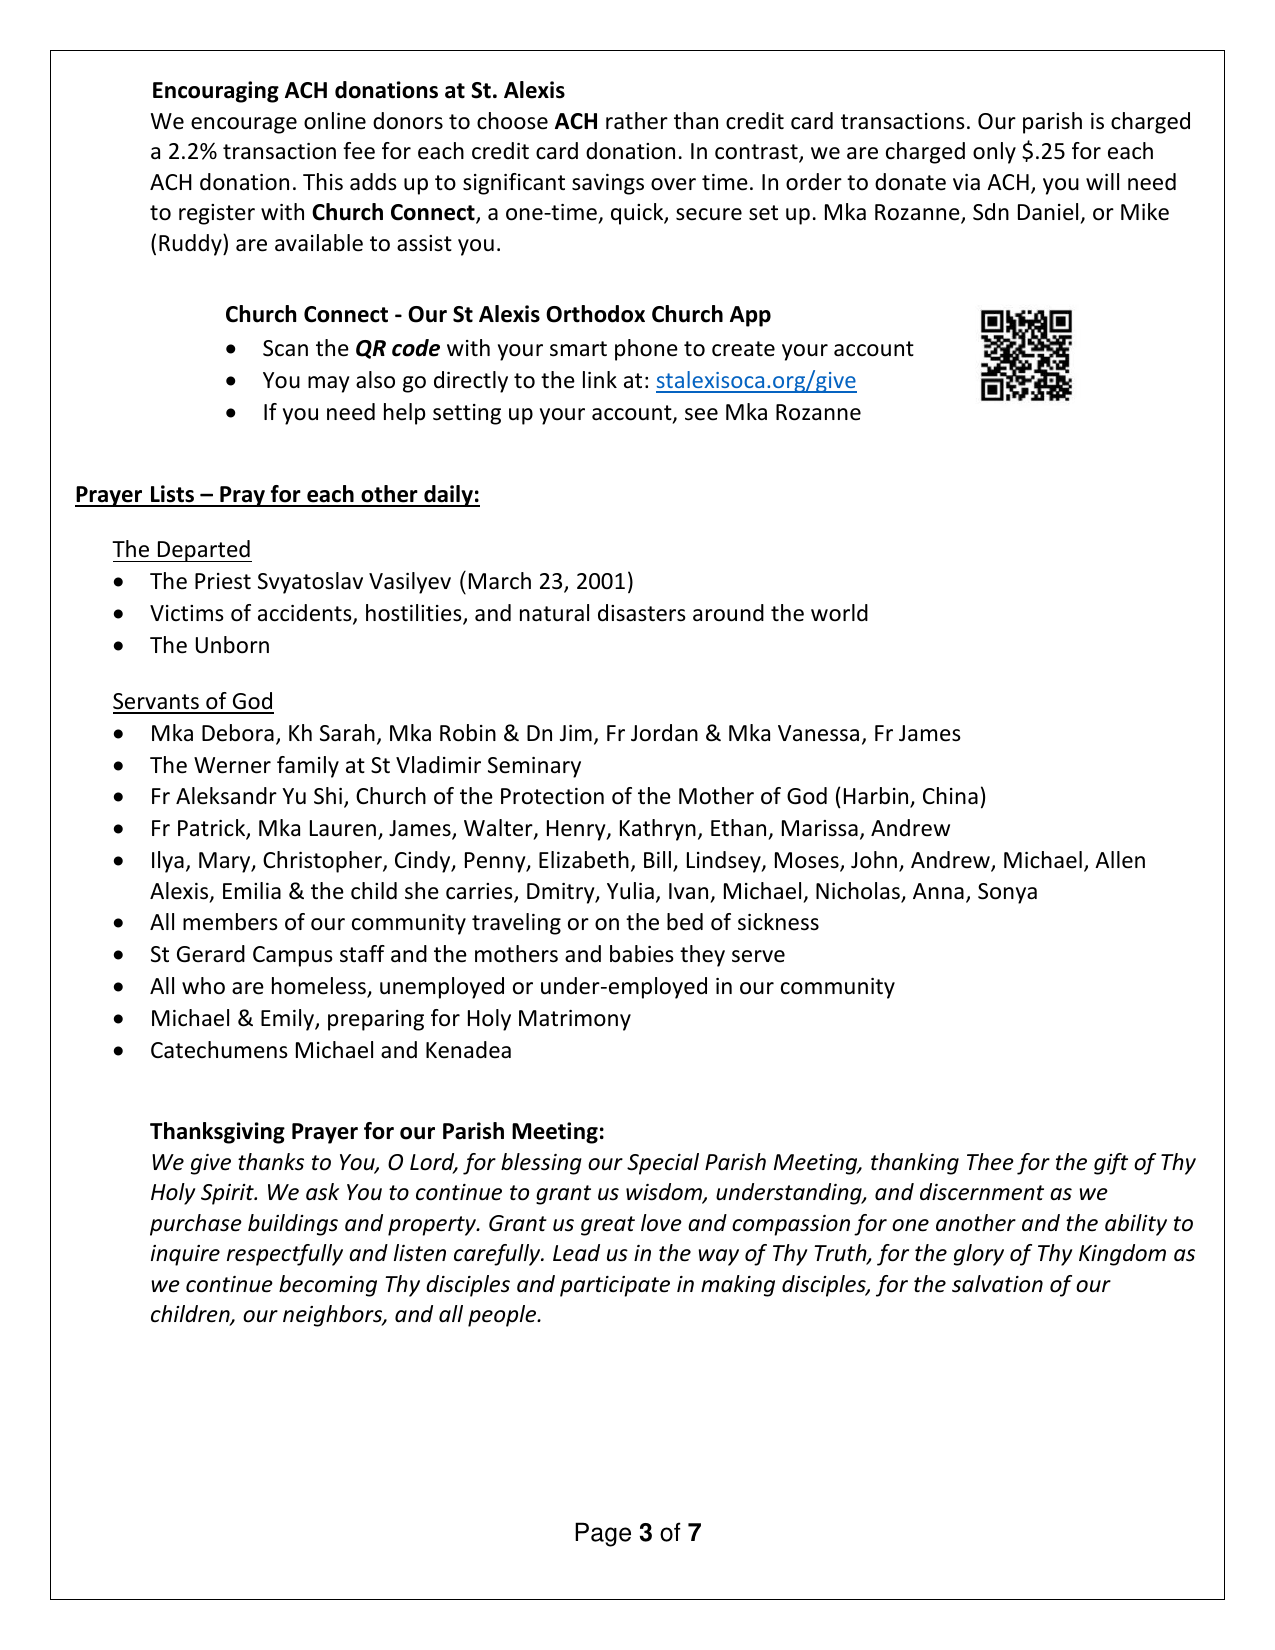 Encouraging ACH donations at St. Alexis
We encourage online donors to choose ACH rather than credit card transactions. Our parish is charged
a 2.2% transaction fee for each credit card donation. In contrast, we are charged only $.25 for each
ACH donation. This adds up to significant savings over time. In order to donate via ACH, you will need
to register with Church Connect, a one-time, quick, secure set up. Mka Rozanne, Sdn Daniel, or Mike
(Ruddy) are available to assist you.
Church Connect - Our St Alexis Orthodox Church App
• Scan the QR code with your smart phone to create your account
• You may also go directly to the link at: stalexisoca.org/give
• If you need help setting up your account, see Mka Rozanne
Prayer Lists – Pray for each other daily:
The Departed
• The Priest Svyatoslav Vasilyev (March 23, 2001)
• Victims of accidents, hostilities, and natural disasters around the world
• The Unborn
Servants of God
• Mka Debora, Kh Sarah, Mka Robin & Dn Jim, Fr Jordan & Mka Vanessa, Fr James
• The Werner family at St Vladimir Seminary
• Fr Aleksandr Yu Shi, Church of the Protection of the Mother of God (Harbin, China)
• Fr Patrick, Mka Lauren, James, Walter, Henry, Kathryn, Ethan, Marissa, Andrew
• Ilya, Mary, Christopher, Cindy, Penny, Elizabeth, Bill, Lindsey, Moses, John, Andrew, Michael, Allen
Alexis, Emilia & the child she carries, Dmitry, Yulia, Ivan, Michael, Nicholas, Anna, Sonya
• All members of our community traveling or on the bed of sickness
• St Gerard Campus staff and the mothers and babies they serve
• All who are homeless, unemployed or under-employed in our community
• Michael & Emily, preparing for Holy Matrimony
• Catechumens Michael and Kenadea
Thanksgiving Prayer for our Parish Meeting:
We give thanks to You, O Lord, for blessing our Special Parish Meeting, thanking Thee for the gift of Thy
Holy Spirit. We ask You to continue to grant us wisdom, understanding, and discernment as we
purchase buildings and property. Grant us great love and compassion for one another and the ability to
inquire respectfully and listen carefully. Lead us in the way of Thy Truth, for the glory of Thy Kingdom as
we continue becoming Thy disciples and participate in making disciples, for the salvation of our
children, our neighbors, and all people.
Page 3 of 7